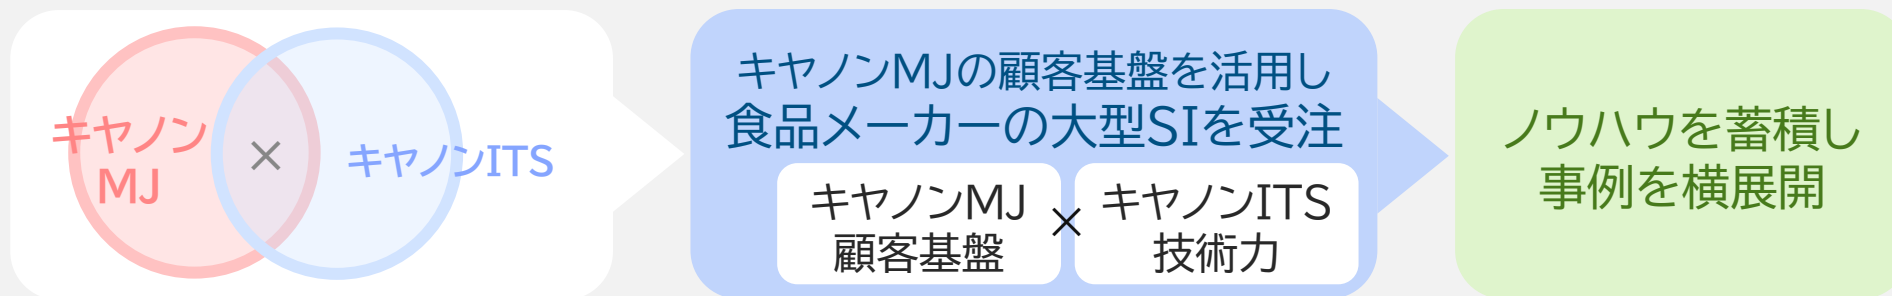 キヤノン
MJ
×
キヤノンITS
キヤノンMJの顧客基盤を活用し
食品メーカーの大型SIを受注
キヤノンMJ
顧客基盤
×
キヤノンITS
技術力
ノウハウを蓄積し
事例を横展開